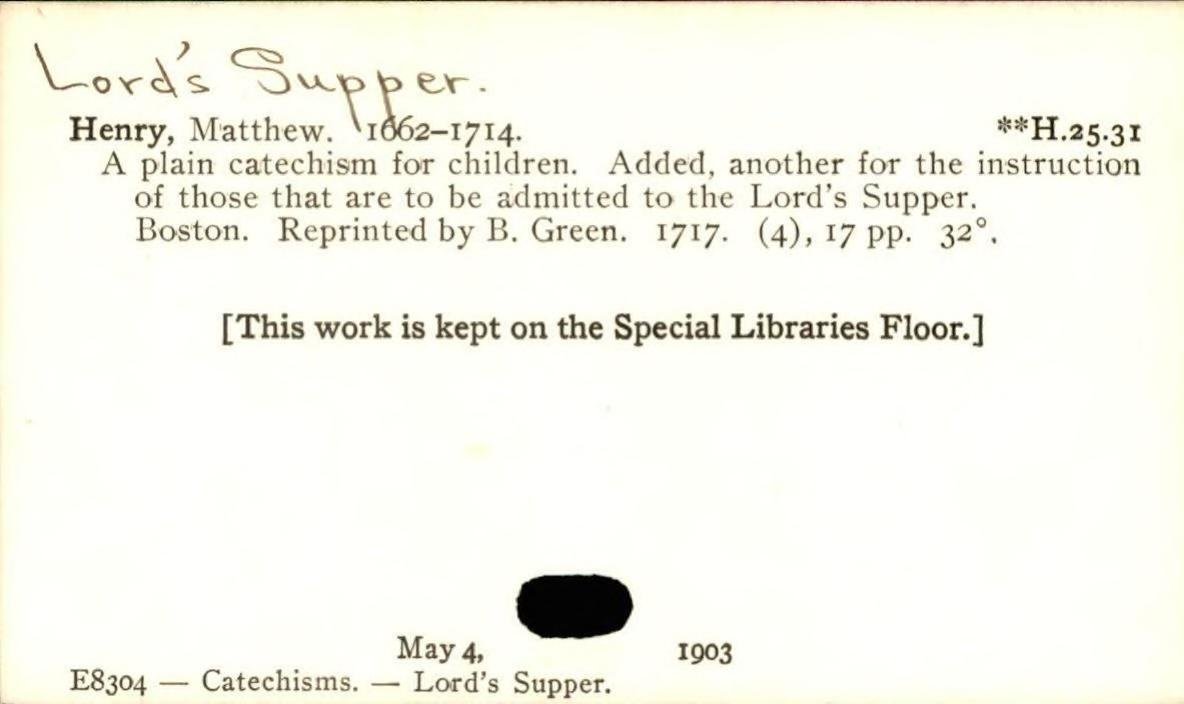 Lord's Supper.
Henry, Matthew. 1662–1714. **H.25.31
A plain catechism for children. Added, another for the instruction
of those that are to be admitted to the Lord's Supper.
Boston. Reprinted by B. Green. 1717. (4), 17 pp. 32°.
[This work is kept on the Special Libraries Floor.]
May 4, 1903
E8304 — Catechisms. — Lord's Supper.